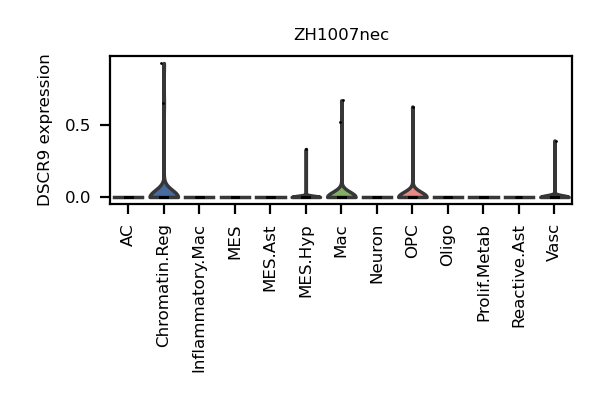 ZH1007nec
DSCR9 expression
0.5
0.0
AC
Chromatin.Reg
Inflammatory.Mac
MES
MES.Ast
MES.Hyp
Mac
Neuron
OPC
Oligo
Prolif.Metab
Reactive.Ast
Vasc